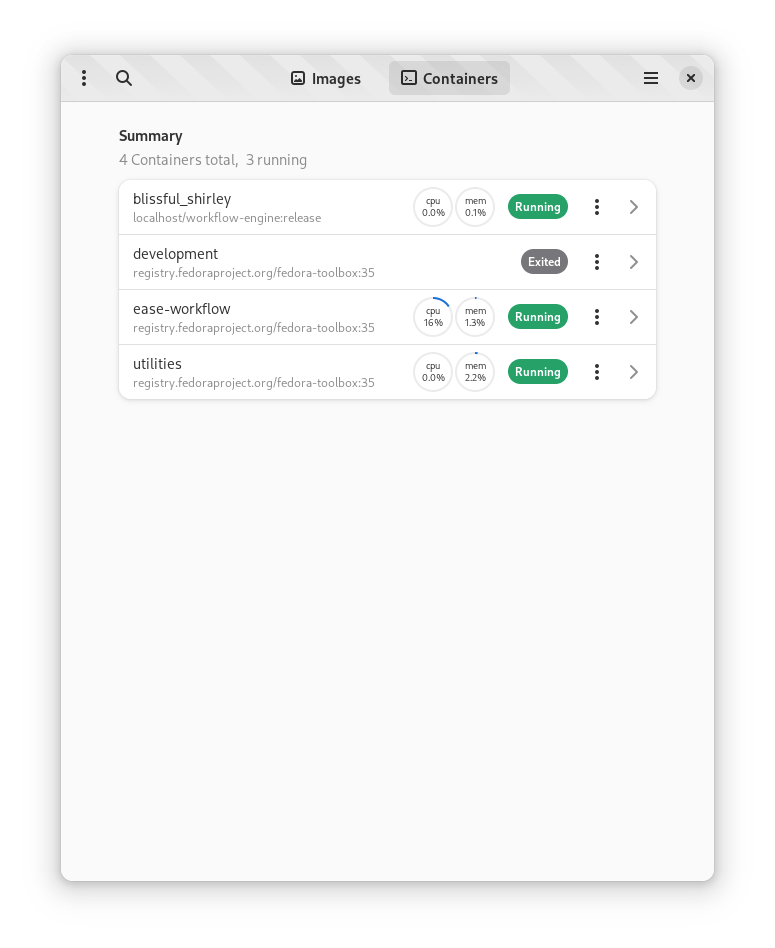 Images Containers
Summary
4 Containers total, 3 running
blissful_shirley
localhost/workflow-engine:release
cpu
0.0%
mem
0.1%
Running
development
registry.fedoraproject.org/fedora-toolbox:35
Exited
ease-workflow
registry.fedoraproject.org/fedora-toolbox:35
cpu
16%
mem
1.3%
Running
utilities
registry.fedoraproject.org/fedora-toolbox:35
cpu
0.0%
mem
2.2%
Running